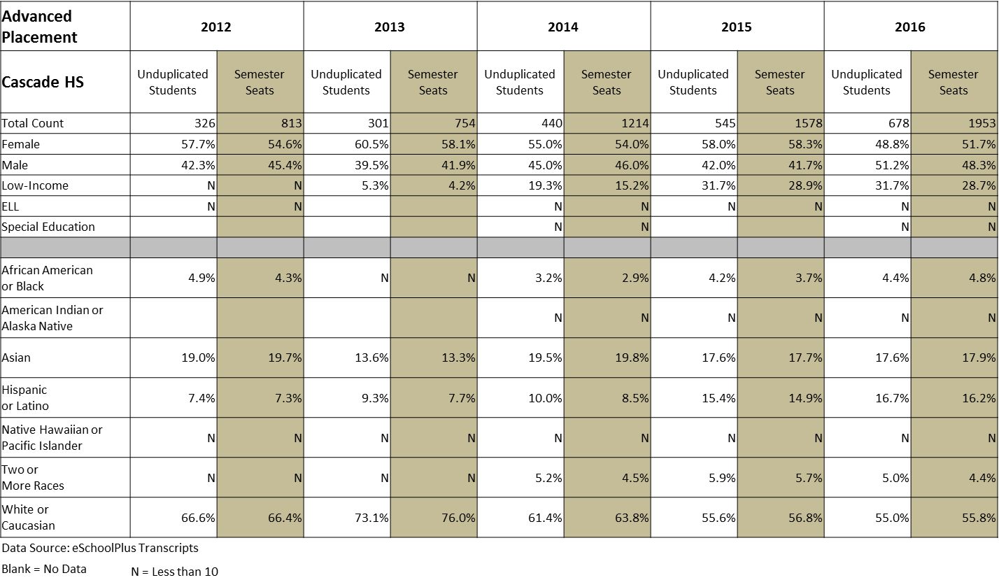 Advanced
Placement 2012 2013 2014 2015 2016
Cascade HS Unduplicated Students Semester Seats Unduplicated Students Semester Seats Unduplicated Students Semester Seats Unduplicated Students Semester Seats Unduplicated Students Semester Seats
Total Count 326 813 301 754 440 1214 545 1578 678 1953
Female 57.7% 54.6% 60.5% 58.1% 55.0% 54.0% 58.0% 58.3% 48.8% 51.7%
Male 42.3% 45.4% 39.5% 41.9% 45.0% 46.0% 42.0% 41.7% 51.2% 48.3%
Low-Income N N 5.3% 4.2% 19.3% 15.2% 31.7% 28.9% 31.7% 28.7%
ELL N N N N N N N N
Special Education N N N N
African American
or Black 4.9% 4.3% N N 3.2% 2.9% 4.2% 3.7% 4.4% 4.8%
American Indian or
Alaska Native N N N N N N
Asian 19.0% 19.7% 13.6% 13.3% 19.5% 19.8% 17.6% 17.7% 17.6% 17.9%
Hispanic
or Latino 7.4% 7.3% 9.3% 7.7% 10.0% 8.5% 15.4% 14.9% 16.7% 16.2%
Native Hawaiian or
Pacific Islander N N N N N N N N N N
Two or
More Races N N N N 5.2% 4.5% 5.9% 5.7% 5.0% 4.4%
White or
Caucasian 66.6% 66.4% 73.1% 76.0% 61.4% 63.8% 55.6% 56.8% 55.0% 55.8%
Data Source: eSchoolPlus Transcripts
Blank = No Data N = Less than 10